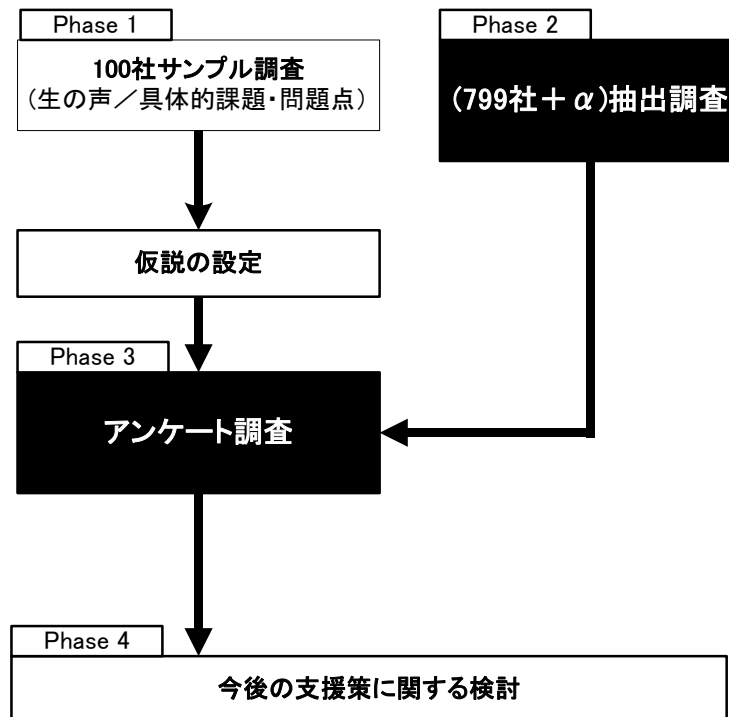 Phase 1
100社サンプル調査
（生の声／具体的課題・問題点）
Phase 2
(799社＋α)抽出調査
仮説の設定
Phase 3
アンケート調査
Phase 4
今後の支援策に関する検討